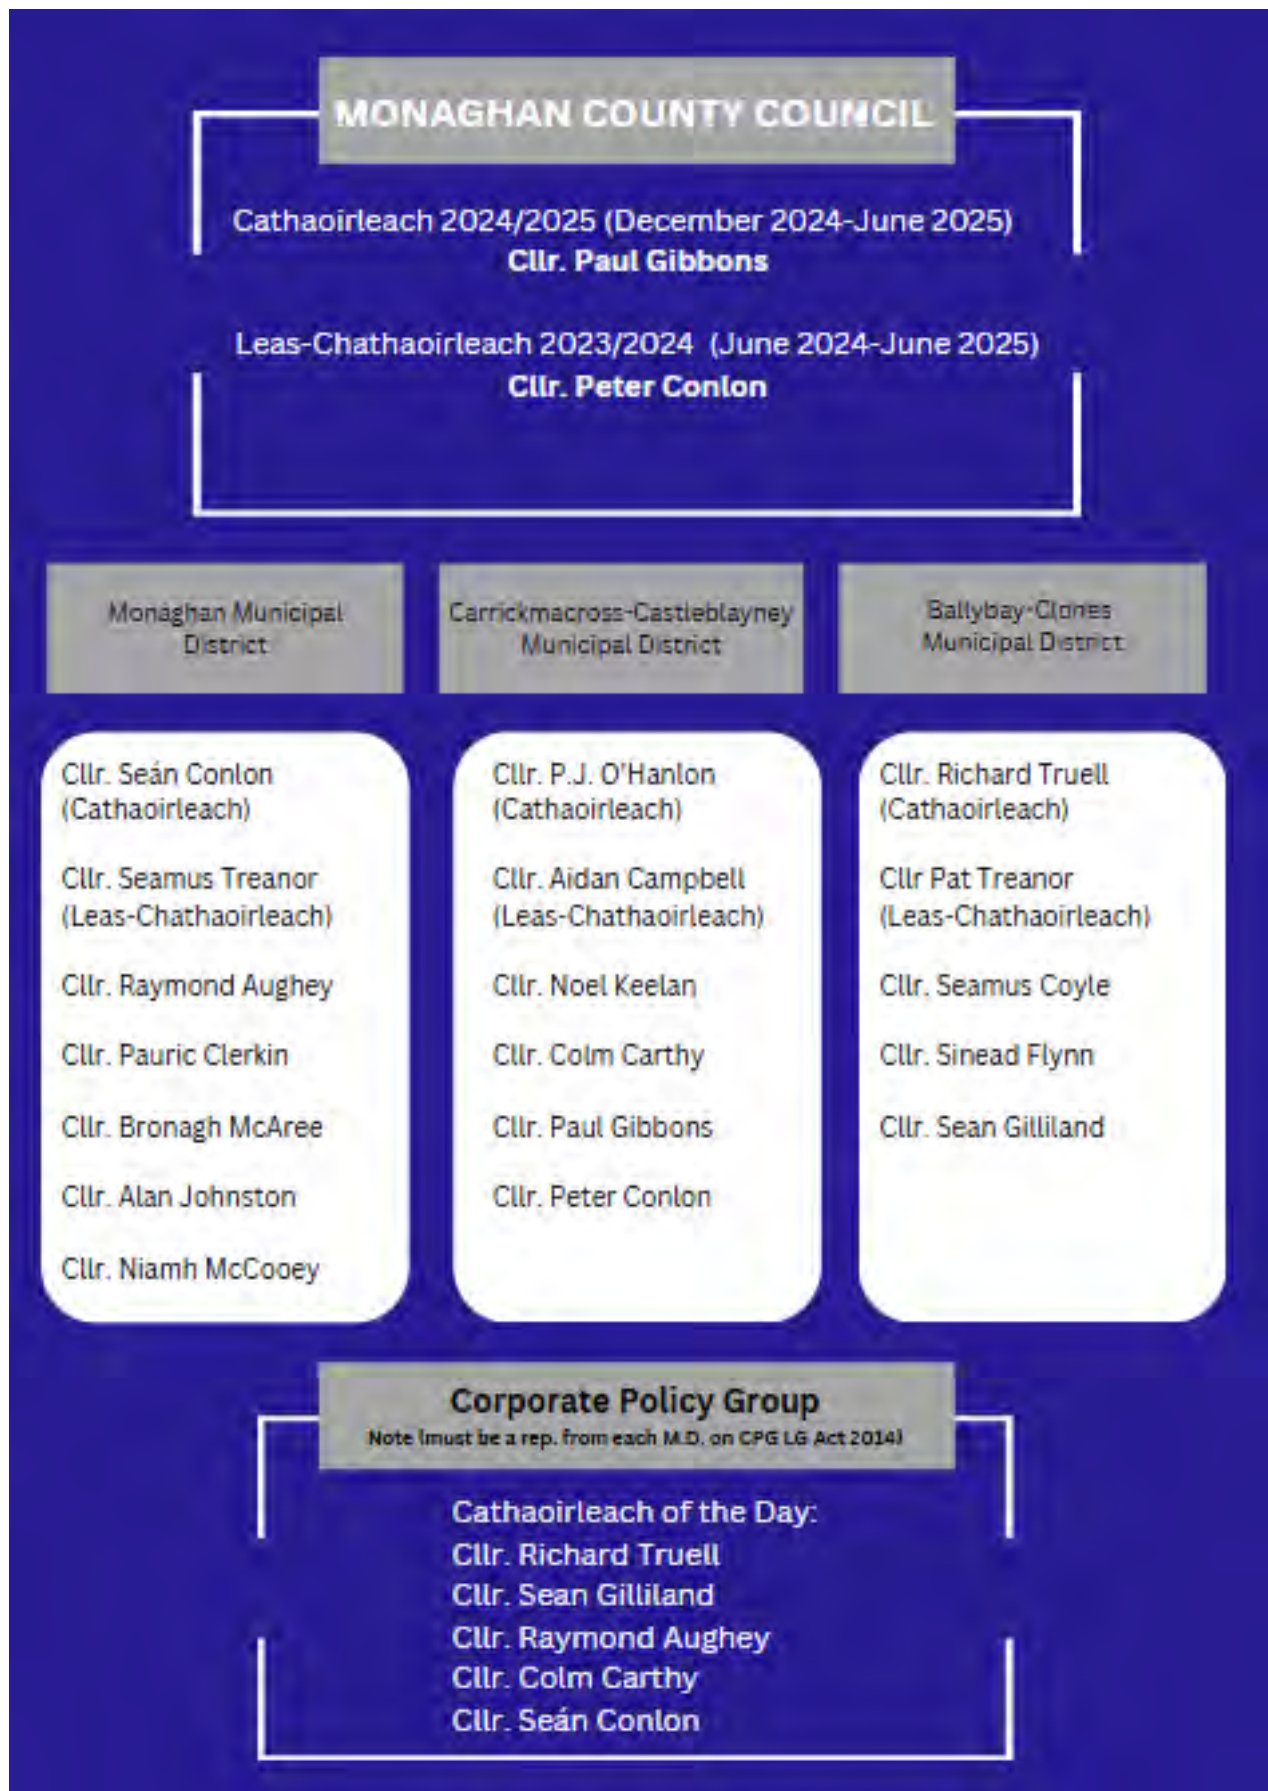 MONAGHAN COUNTY COUNCIL
Cathaoirleach 2024/2025 (December 2024-June 2025)
Cllr. Paul Gibbons
Leas-Chathaoirleach 2023/2024 (June 2024-June 2025)
Cllr. Peter Conlon
Monaghan Municipal
District
Cllr. Seán Conlon
(Cathaoirleach)
Cllr. Seamus Treanor
(Leas-Chathaoirleach)
Cllr. Raymond Aughey
Cllr. Pauric Clerkin
Cllr. Bronagh McAree
Cllr. Alan Johnston
Cllr. Niamh McCooey
Carrickmacross-Castleblayney
Municipal District
Cllr. P.J. O'Hanlon
(Cathaoirleach)
Cllr. Aidan Campbell
(Leas-Chathaoirleach)
Cllr. Noel Keelan
Cllr. Colm Carthy
Cllr. Paul Gibbons
Cllr. Peter Conlon
Ballybay-Clones
Municipal District
Cllr. Richard Truell
(Cathaoirleach)
Cllr Pat Treanor
(Leas-Chathaoirleach)
Cllr. Seamus Coyle
Cllr. Sinead Flynn
Cllr. Sean Gilliland
Corporate Policy Group
Note (must be a rep. from each M.D. on CPG LG Act 2014)
Cathaoirleach of the Day:
Cllr. Richard Truell
Cllr. Sean Gilliland
Cllr. Raymond Aughey
Cllr. Colm Carthy
Cllr. Seán Conlon